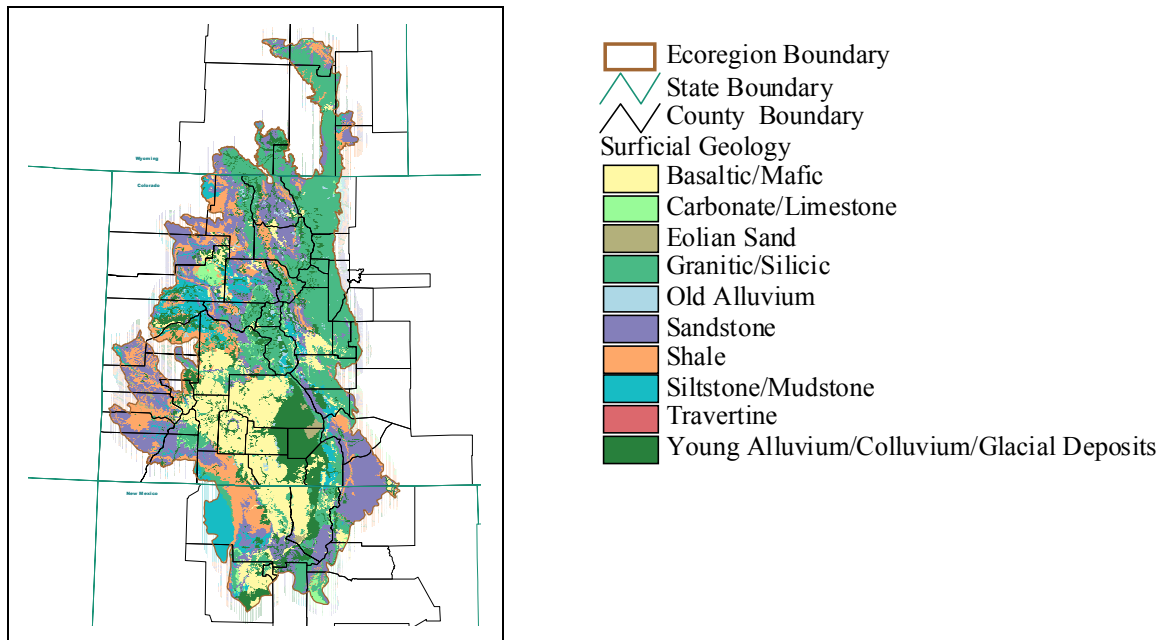 Wyoming
Colorado
New Mexico
Ecoregion Boundary
State Boundary
County Boundary
Surficial Geology
Basaltic/Mafic
Carbonate/Limestone
Eolian Sand
Granitic/Silicic
Old Alluvium
Sandstone
Shale
Siltstone/Mudstone
Travertine
Young Alluvium/Colluvium/Glacial Deposits